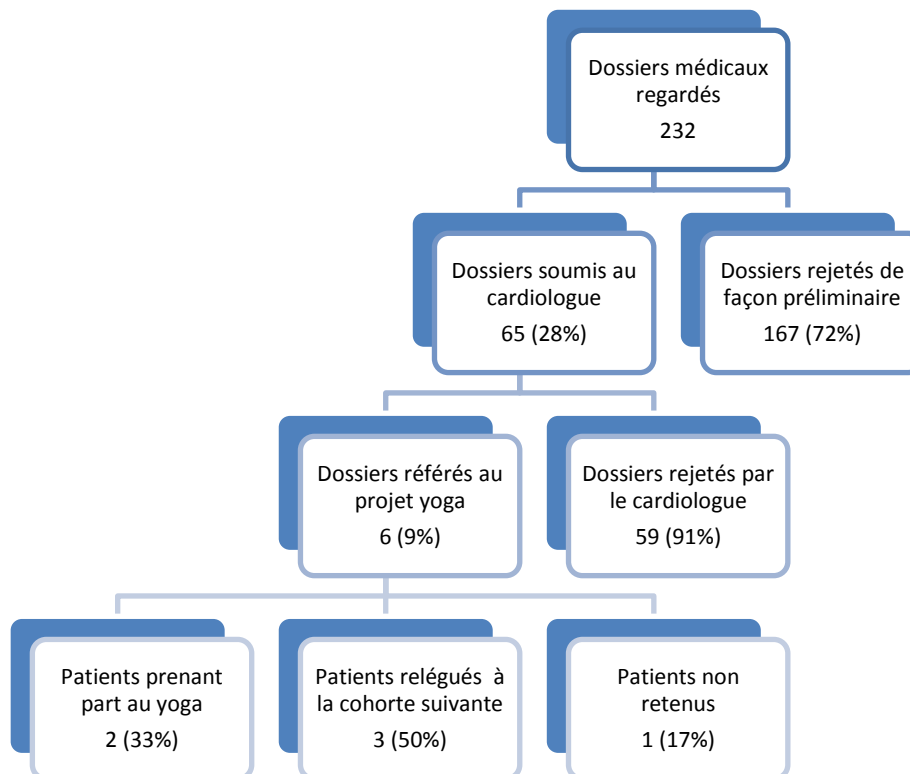 Dossiers médicaux
regardés
232
Dossiers soumis au
cardiologue
65 (28%)
Dossiers rejetés de
façon préliminaire
167 (72%)
Dossiers référés au
projet yoga
6 (9%)
Dossiers rejetés par
le cardiologue
59 (91%)
Patients prenant
part au yoga
2 (33%)
Patients relégués à
la cohorte suivante
3 (50%)
Patients non
retenus
1 (17%)